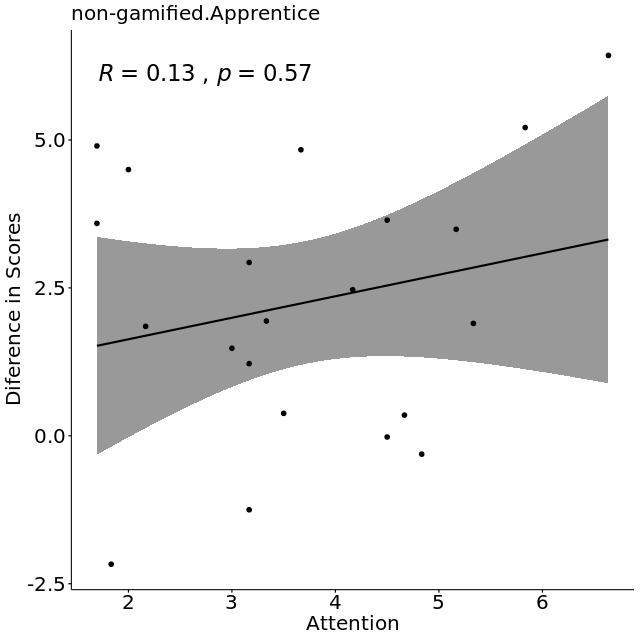 non-gamified.Apprentice
R = 0.13 , p = 0.57
5.0
2.5
0.0
-2.5
Diference in Scores
2 3 4 5 6
Attention